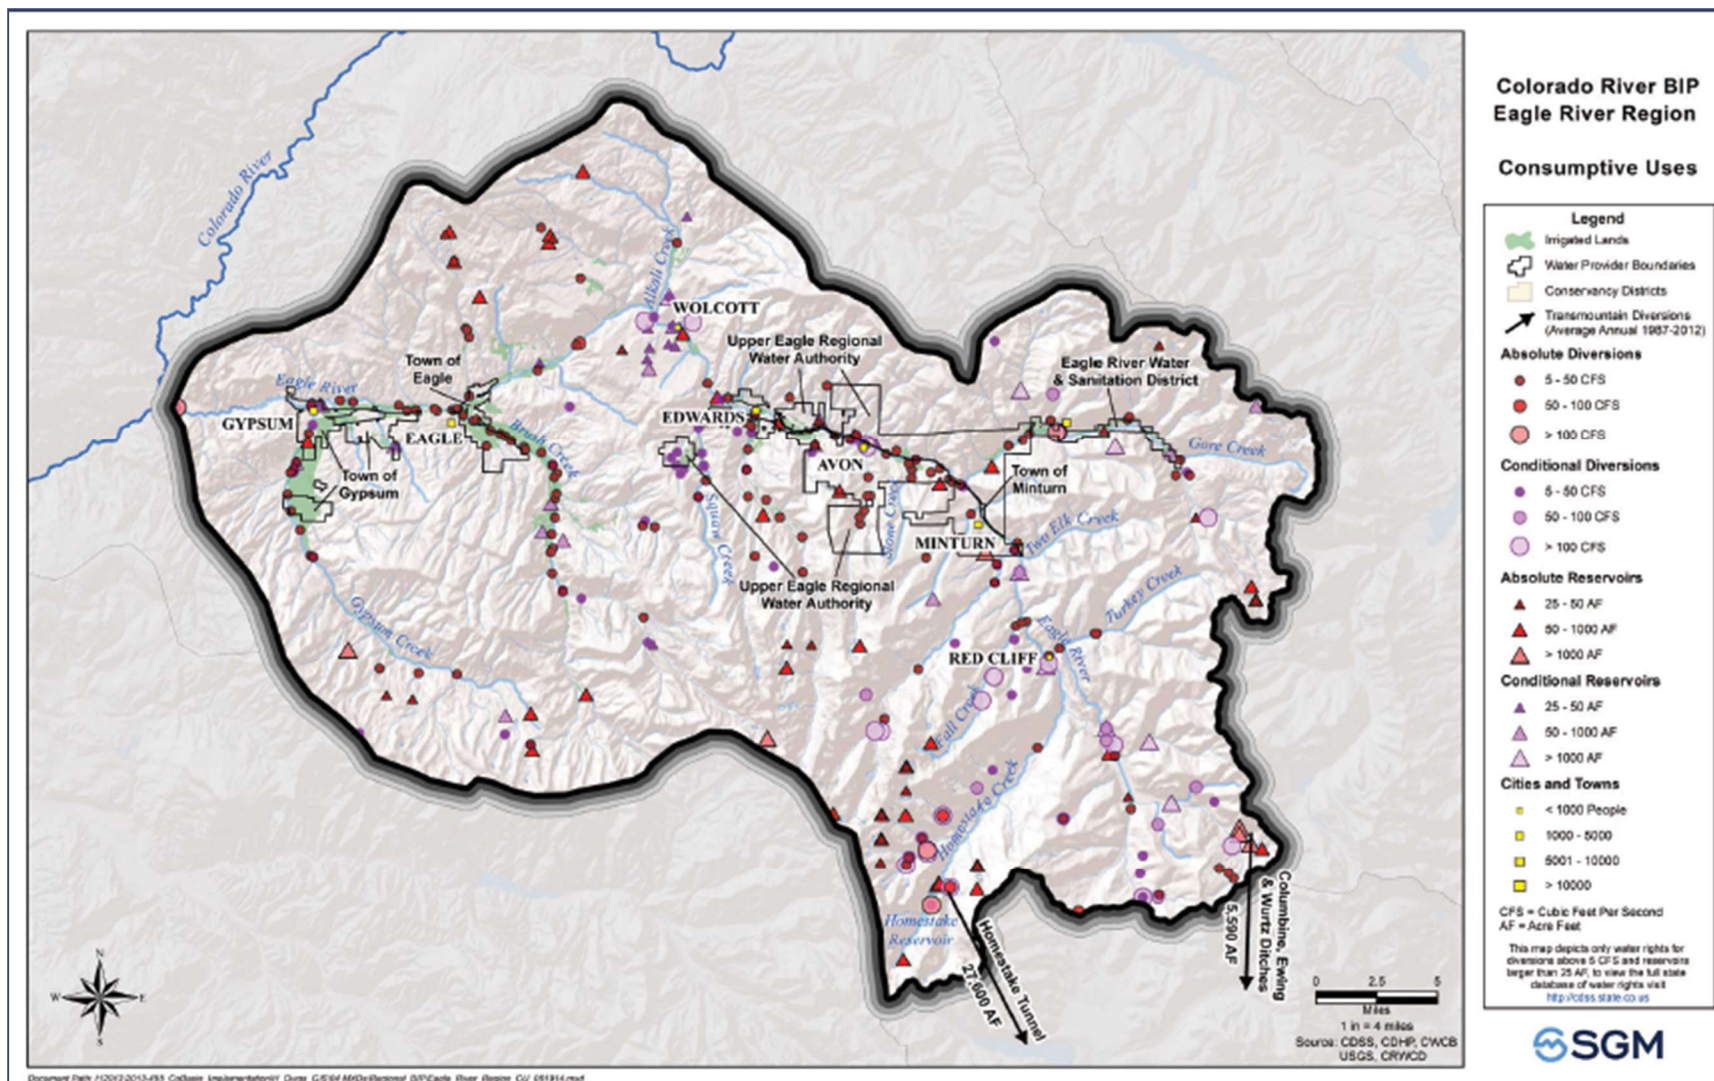 Colorado River BIP
Eagle River Region
Consumptive Uses
Legend
Irrigated Lands
Water Provider Boundaries
Conservancy Districts
Transmountain Diversions
(Average Annual 1987-2012)
Absolute Diversions
5 - 50 CFS
50 - 100 CFS
> 100 CFS
Conditional Diversions
5 - 50 CFS
50 - 100 CFS
> 100 CFS
Absolute Reservoirs
25 - 50 AF
50 - 1000 AF
> 1000 AF
Conditional Reservoirs
25 - 50 AF
50 - 1000 AF
> 1000 AF
Cities and Towns
< 1000 People
1000 - 5000
5001 - 10000
> 10000
CFS = Cubic Feet Per Second
AF = Acre Feet
This map depicts only water rights for
diversions above 5 CFS and reservoirs
larger than 25 AF, to view the full state
database of water rights visit
http://cdss.state.co.us
SGM
Colorado River
Alkali Creek
WOLCOTT
Upper Eagle Regional
Water Authority
Eagle River Water
& Sanitation District
Town of
Eagle
Eagle River
GYPSUM
EAGLE
Brush Creek
EDWARDS
Gore Creek
AVON
Town of
Gypsum
Town of
Minturn
Squaw Creek
Stone Creek
MINTURN
Two Elk Creek
Upper Eagle Regional
Water Authority
Turkey Creek
Gypsum Creek
Eagle River
RED CLIFF
Fall Creek
Homestake Creek
Homestake
Reservoir
Homestake Tunnel
27,600 AF
Columbine, Ewing
& Wurtz Ditches
5,590 AF
N
W
E
S
0 2.5 5
Miles
1 in = 4 miles
Source: CDSS, CDHP, CWCB
USGS, CRWCD